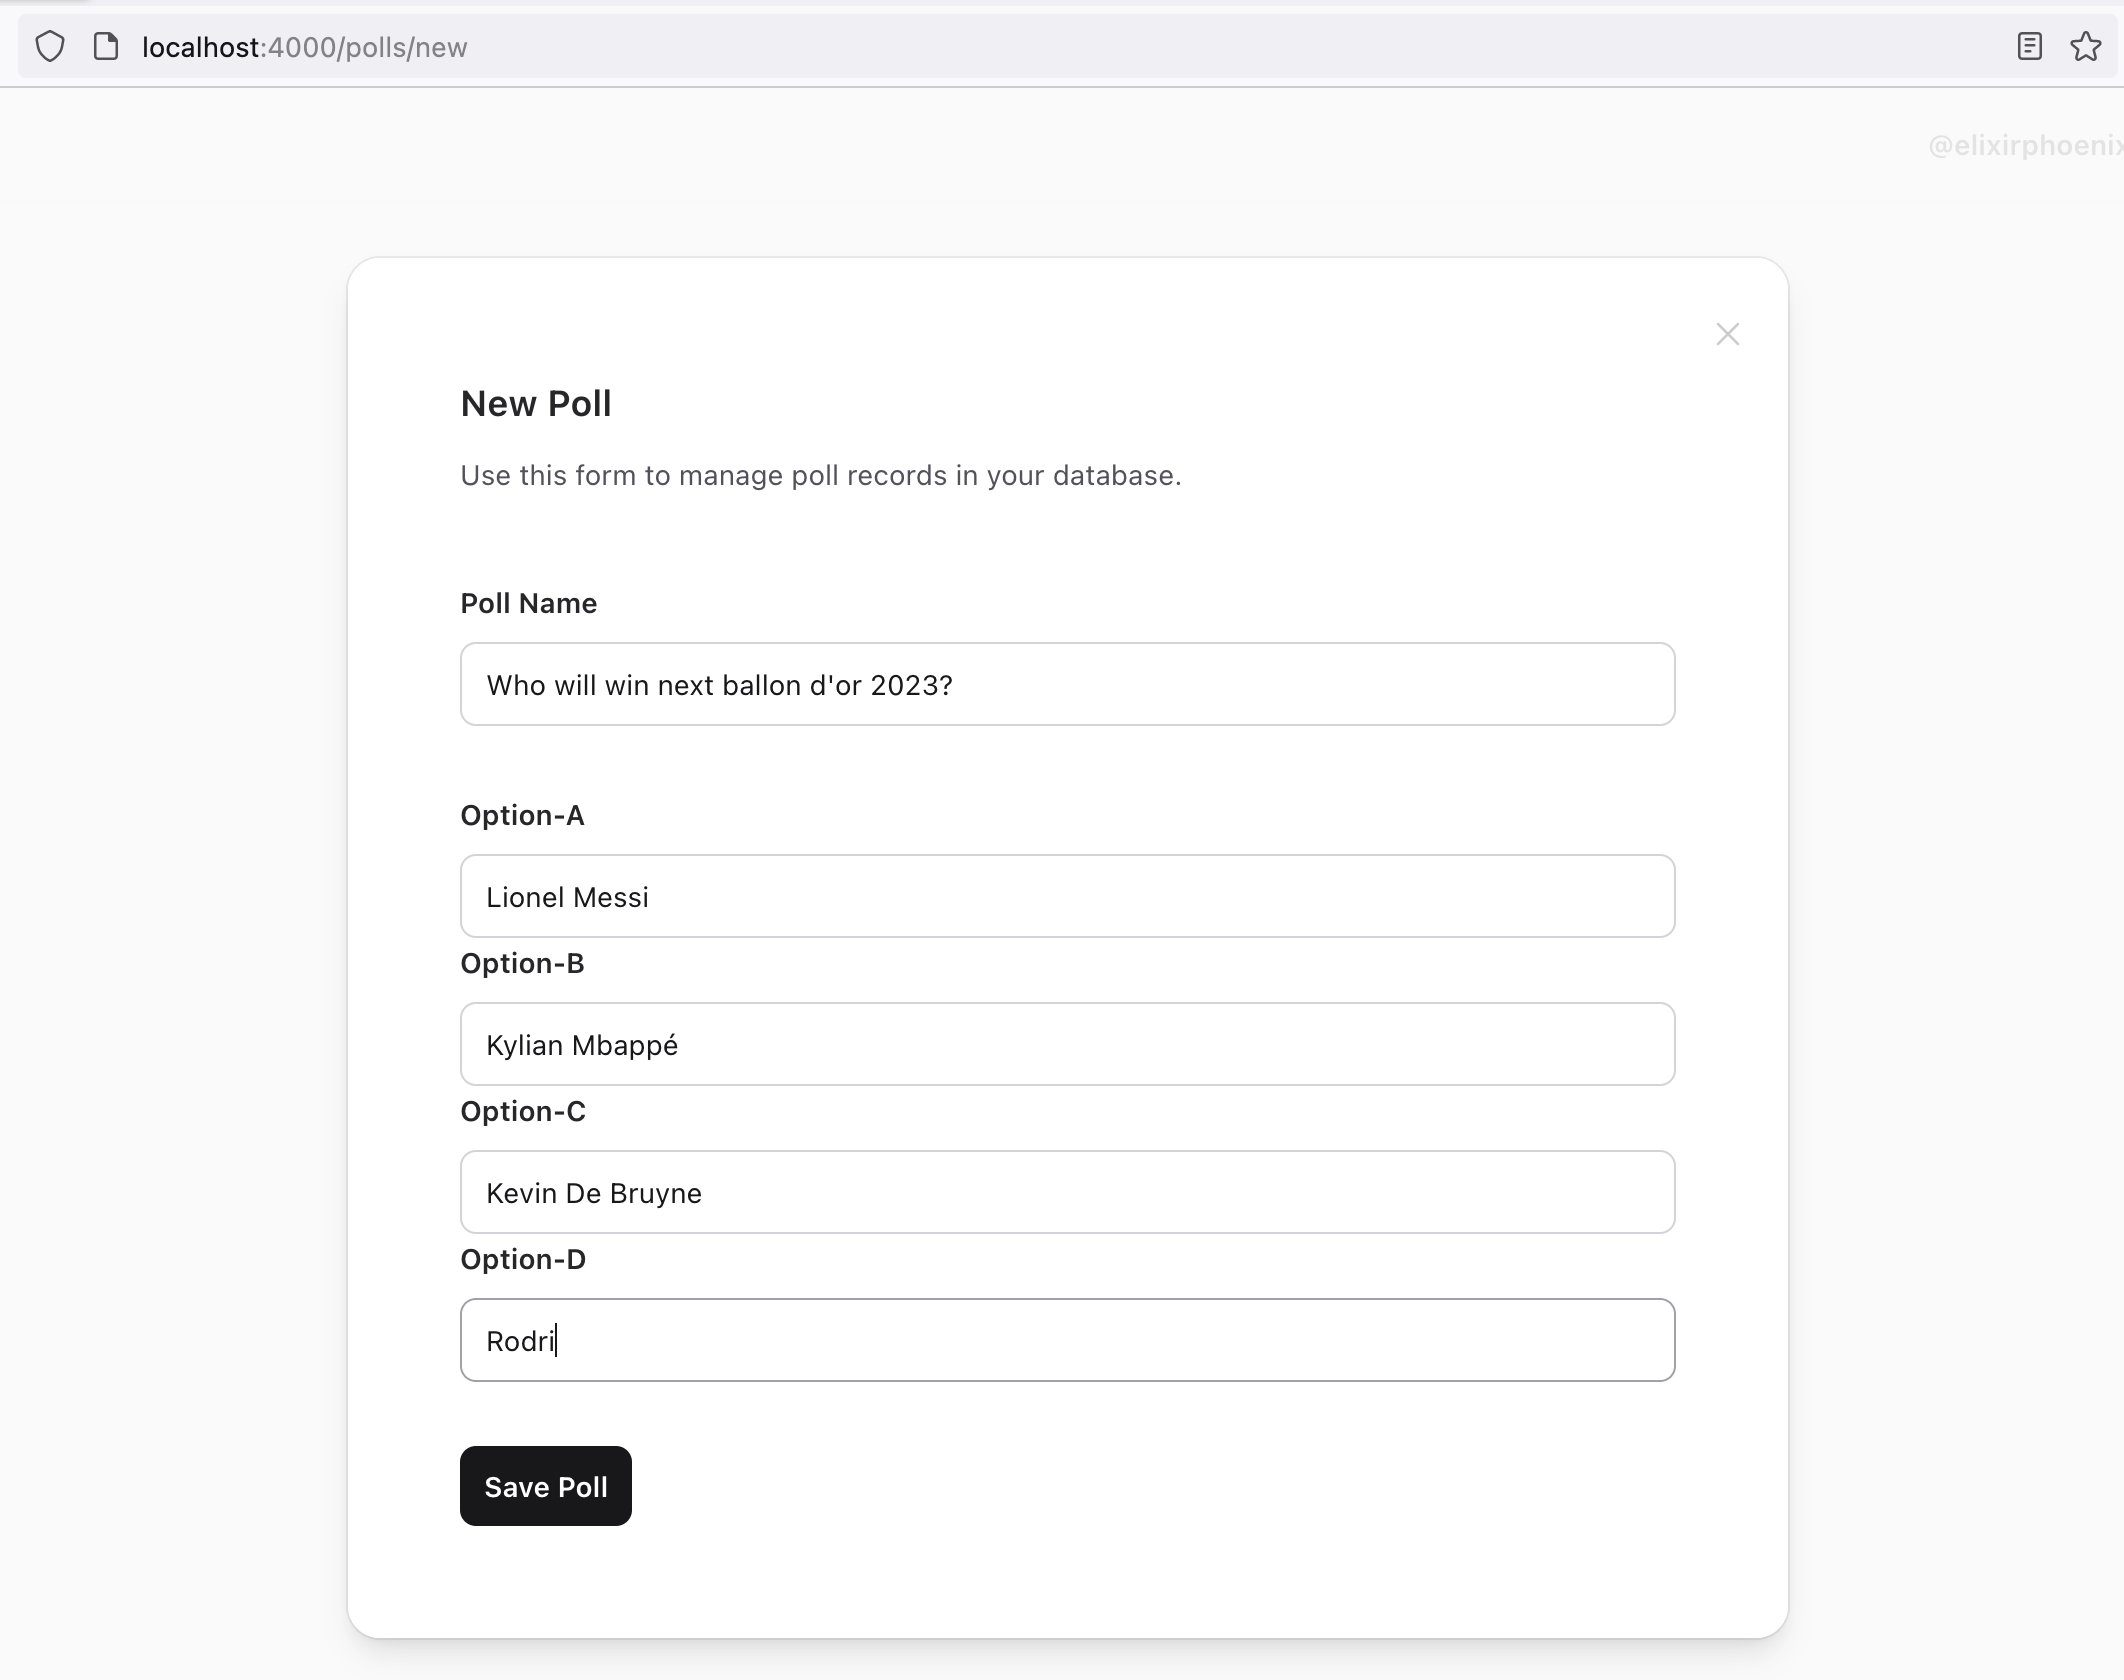 localhost:4000/polls/new
@elixirphoenix
New Poll
Use this form to manage poll records in your database.
Poll Name
Who will win next ballon d'or 2023?
Option-A
Lionel Messi
Option-B
Kylian Mbappé
Option-C
Kevin De Bruyne
Option-D
Rodri
Save Poll